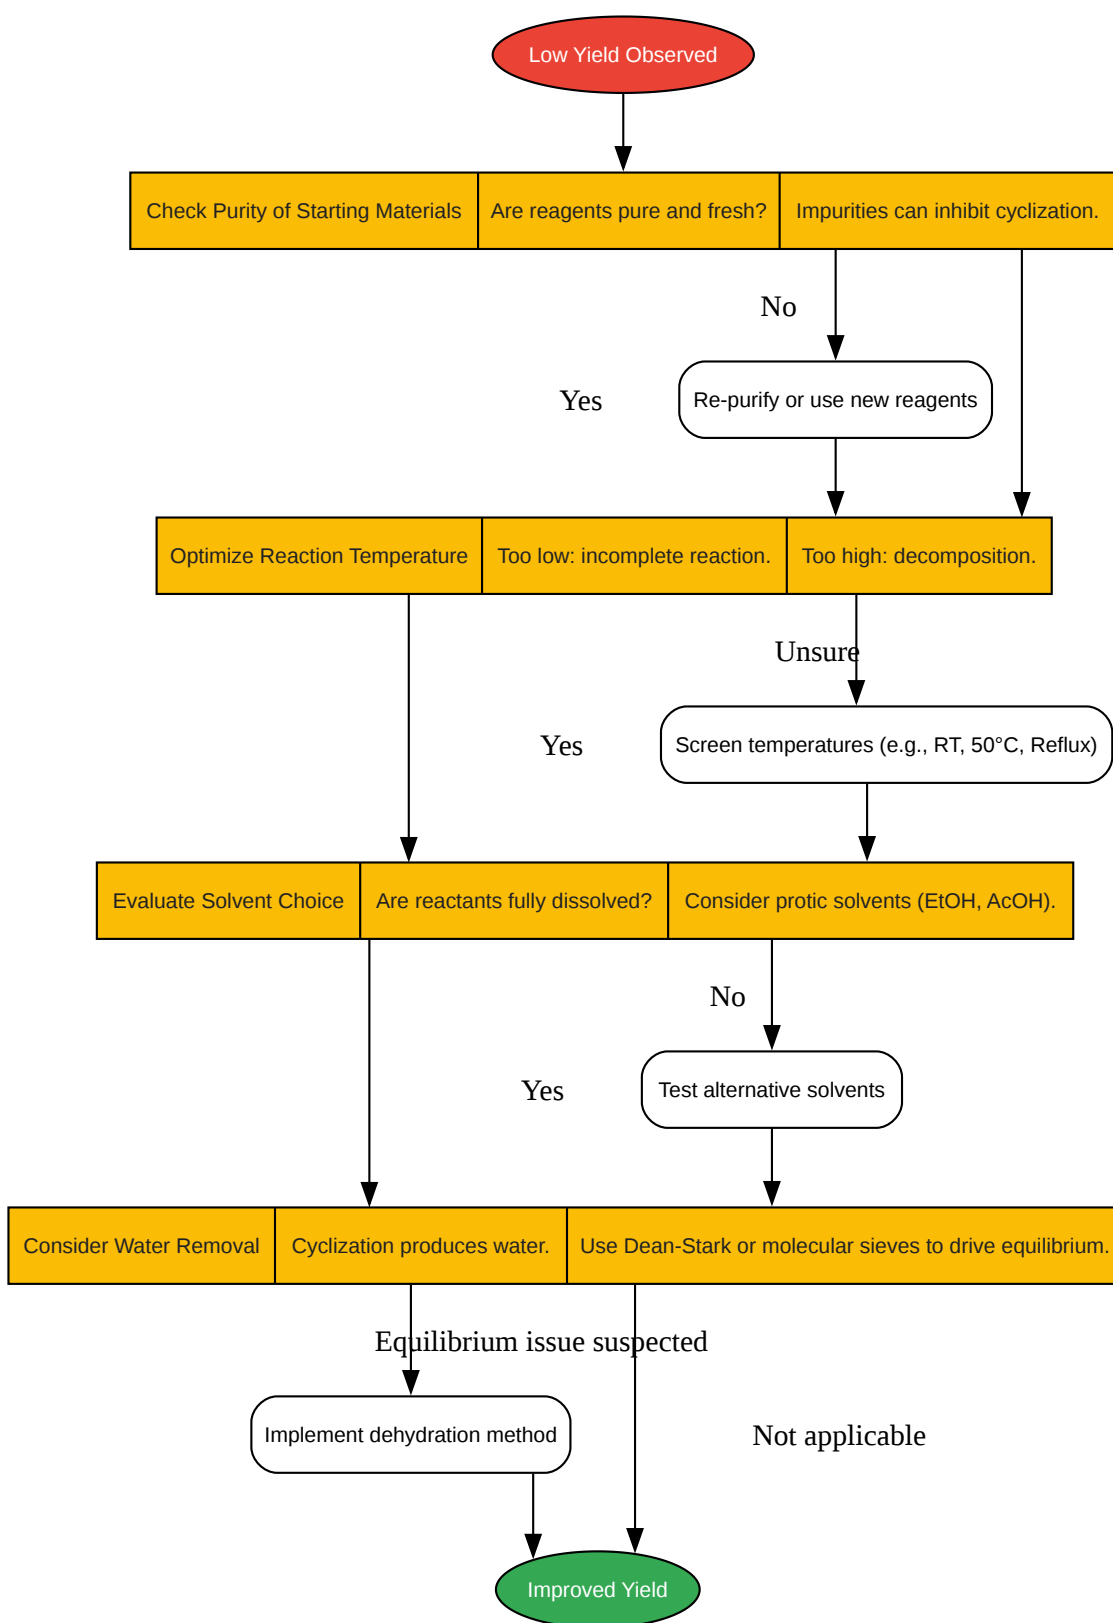 Low Yield Observed
Check Purity of Starting Materials
Are reagents pure and fresh?
Impurities can inhibit cyclization.
No
Yes
Re-purify or use new reagents
Optimize Reaction Temperature
Too low: incomplete reaction.
Too high: decomposition.
Unsure
Yes
Screen temperatures (e.g., RT, 50°C, Reflux)
Evaluate Solvent Choice
Are reactants fully dissolved?
Consider protic solvents (EtOH, AcOH).
No
Yes
Test alternative solvents
Consider Water Removal
Cyclization produces water.
Use Dean-Stark or molecular sieves to drive equilibrium.
Equilibrium issue suspected
Implement dehydration method
Not applicable
Improved Yield